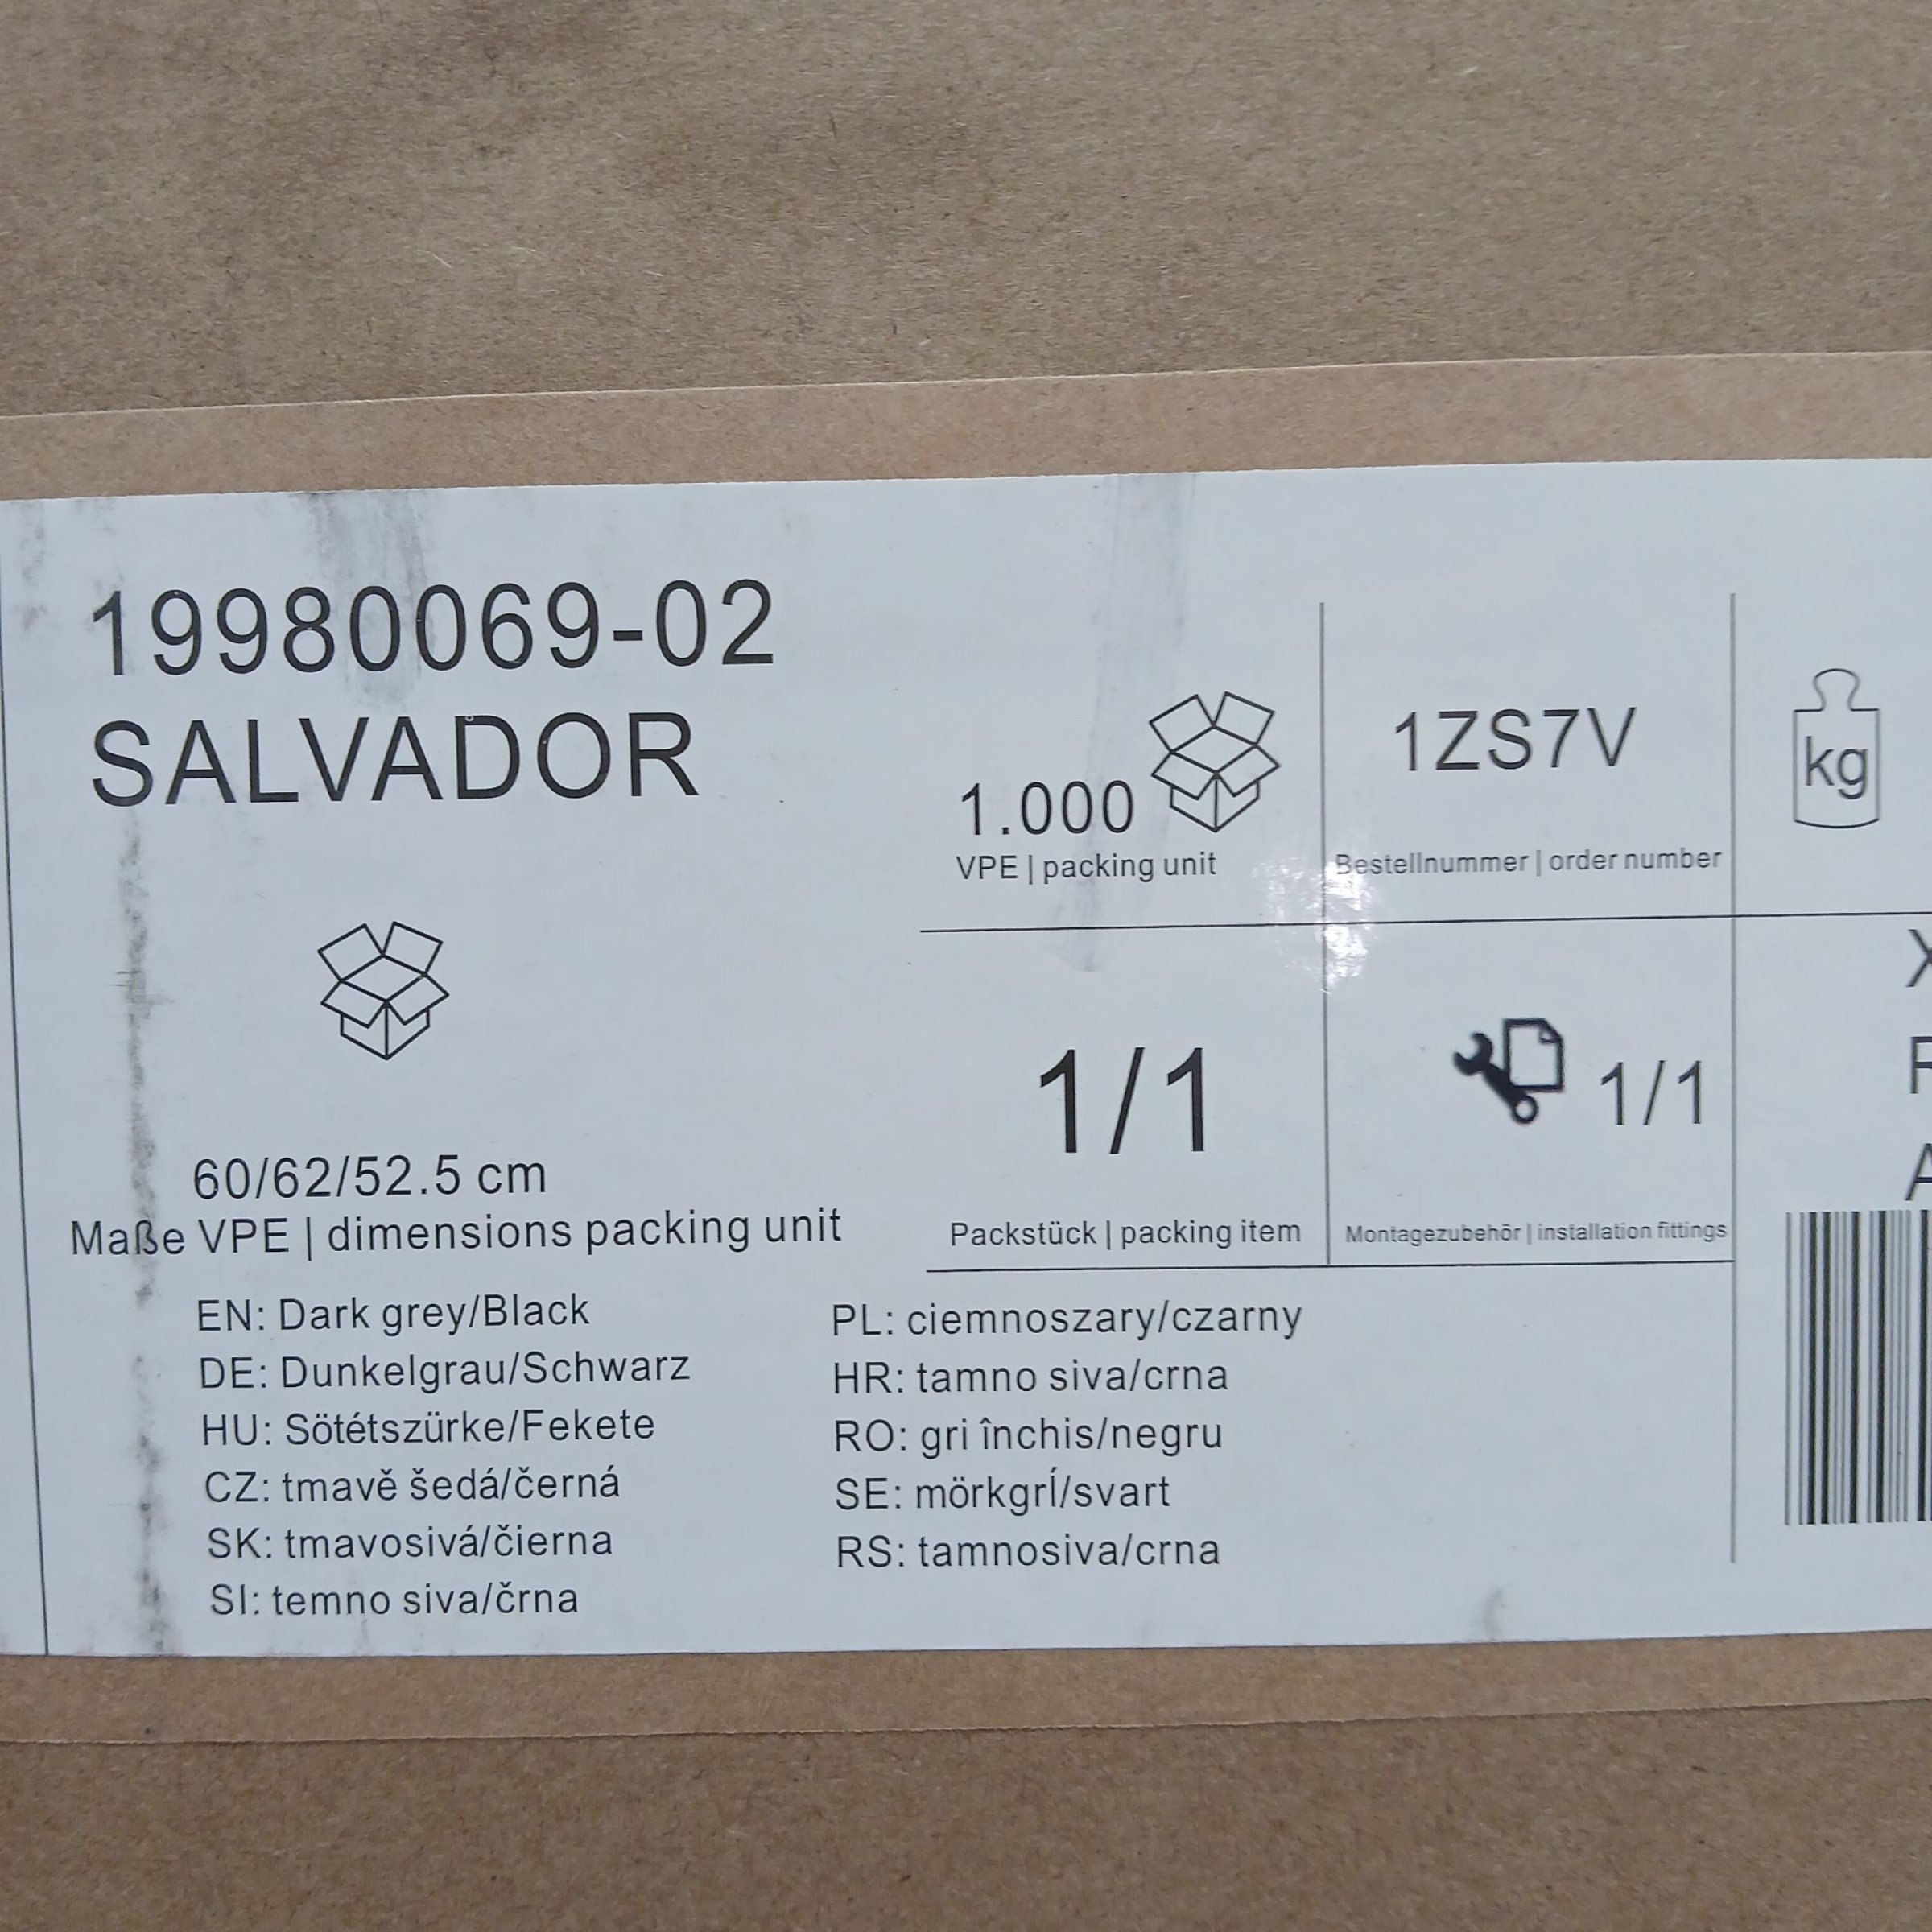 19980069-02
SALVADOR
60/62/52.5 cm
Maße VPE | dimensions packing unit
1.000
VPE | packing unit
1ZS7V
Bestellnummer | order number
kg
1/1
Packstück | packing item
1/1
Montagezubehör | installation fittings
EN: Dark grey/Black
DE: Dunkelgrau/Schwarz
HU: Sötétszürke/Fekete
CZ: tmavě šedá/černá
SK: tmavosivá/čierna
SI: temno siva/črna
PL: ciemnoszary/czarny
HR: tamno siva/crna
RO: gri închis/negru
SE: mörkgrÍ/svart
RS: tamnosiva/crna